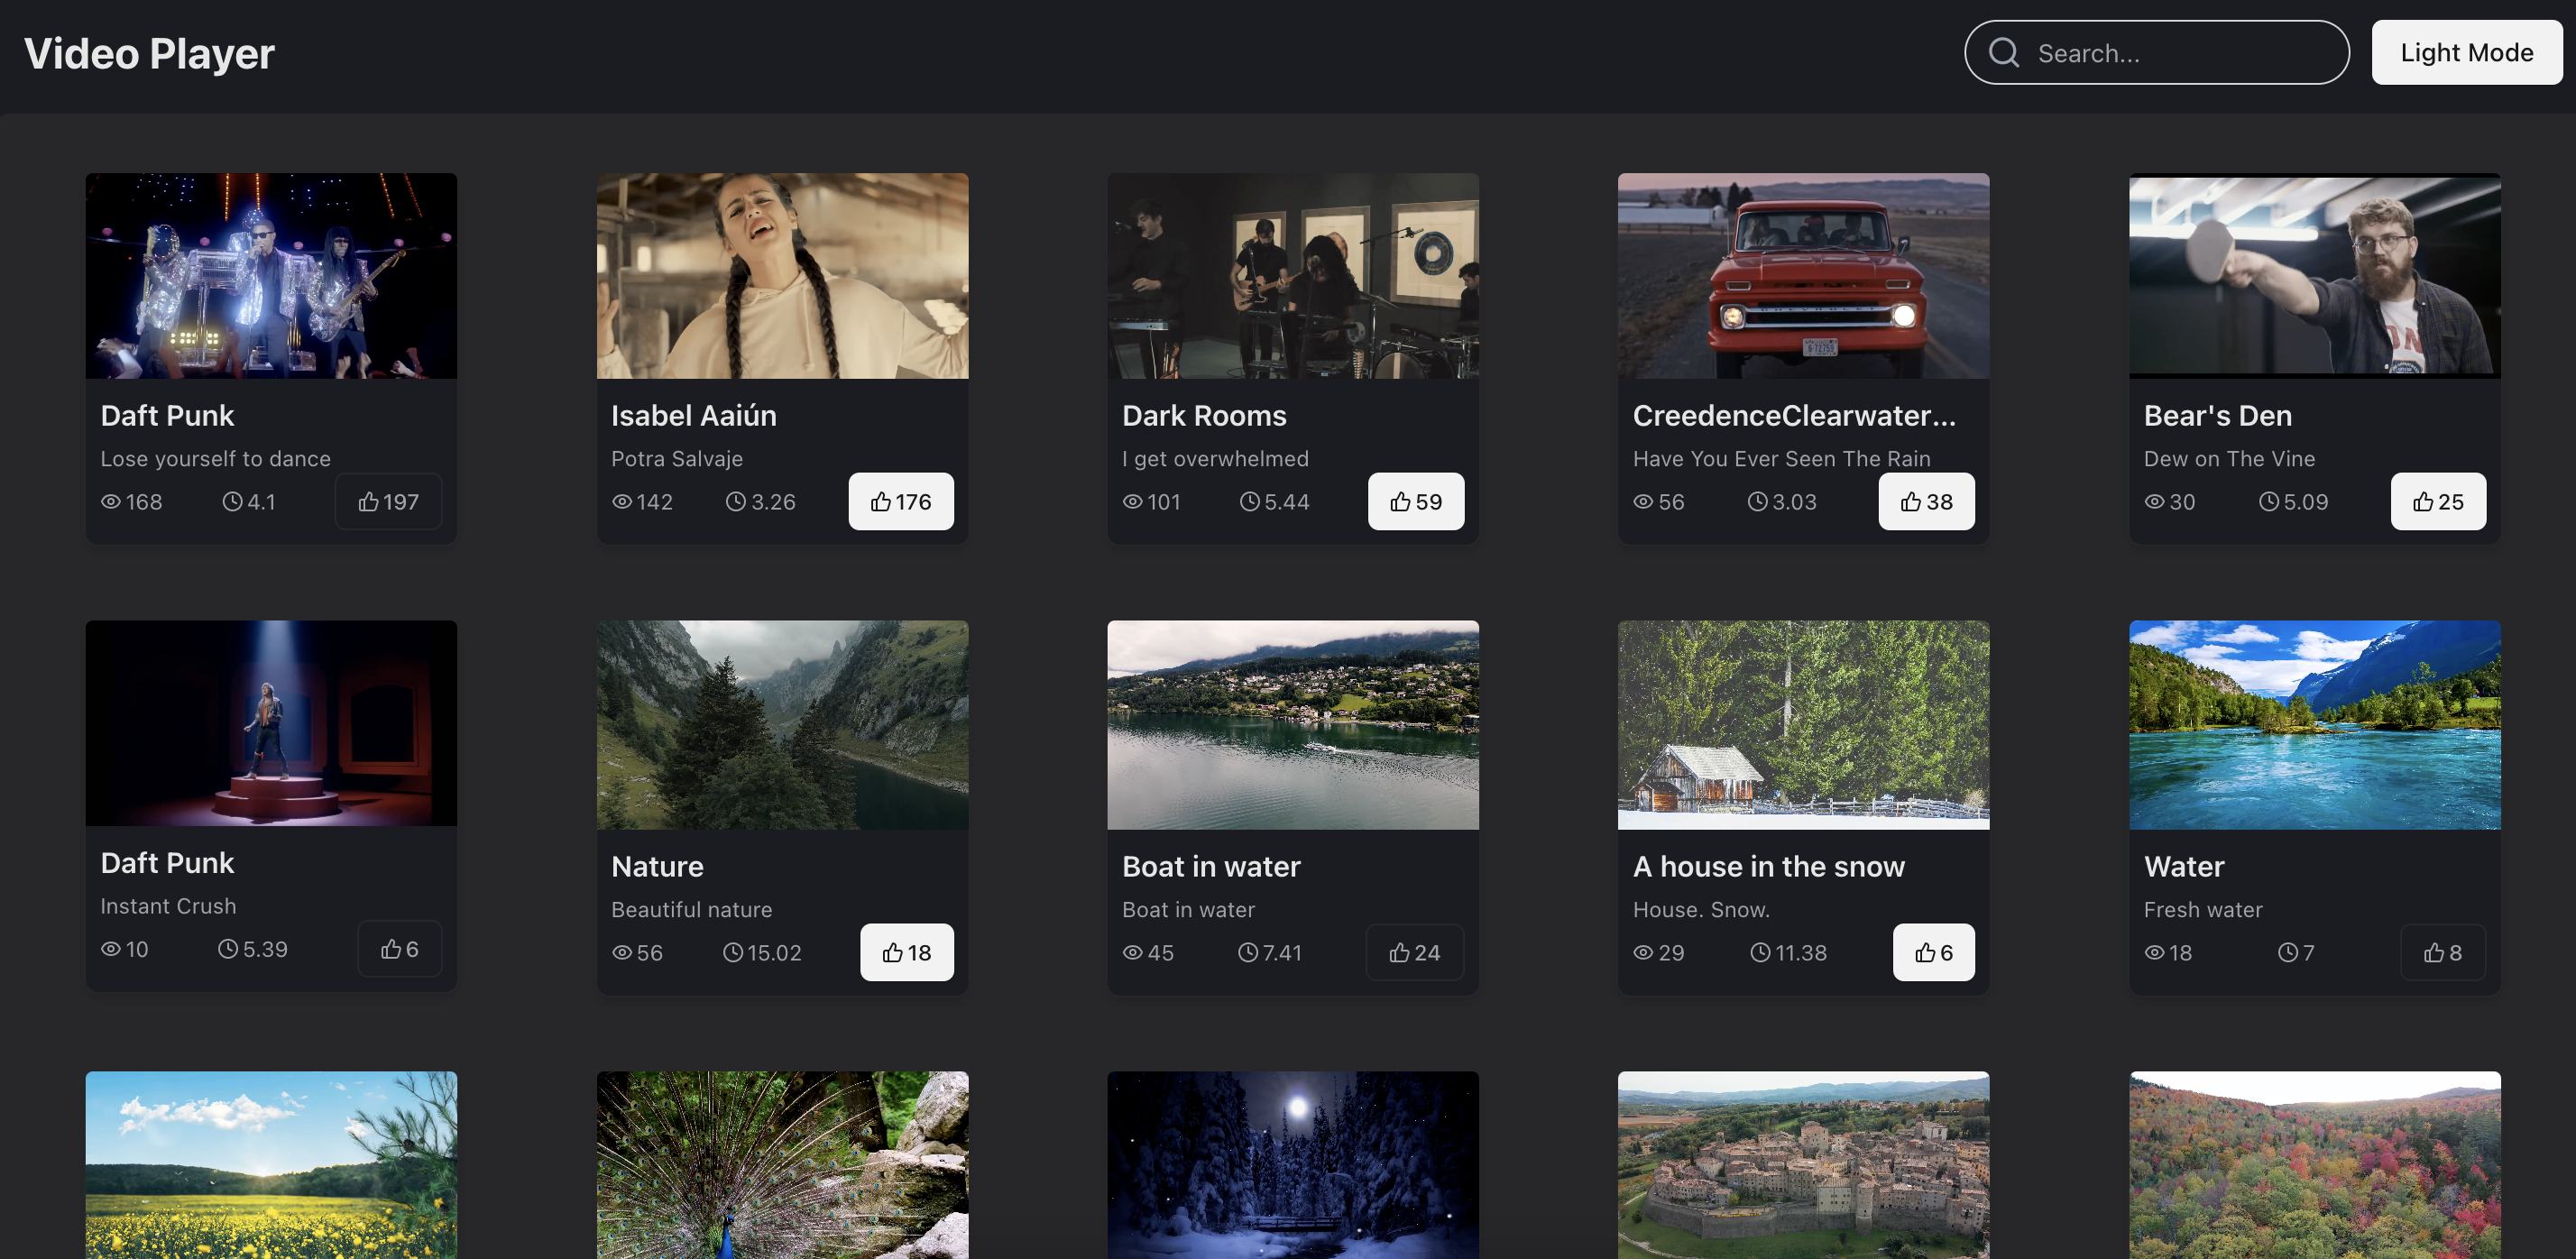 Video Player
Search...
Light Mode
Daft Punk
Lose yourself to dance
168 4.1 197
Isabel Aaiún
Potra Salvaje
142 3.26 176
Dark Rooms
I get overwhelmed
101 5.44 59
CreedenceClearwater...
Have You Ever Seen The Rain
56 3.03 38
Bear's Den
Dew on The Vine
30 5.09 25
Daft Punk
Instant Crush
10 5.39 6
Nature
Beautiful nature
56 15.02 18
Boat in water
Boat in water
45 7.41 24
A house in the snow
House. Snow.
29 11.38 6
Water
Fresh water
18 7 8